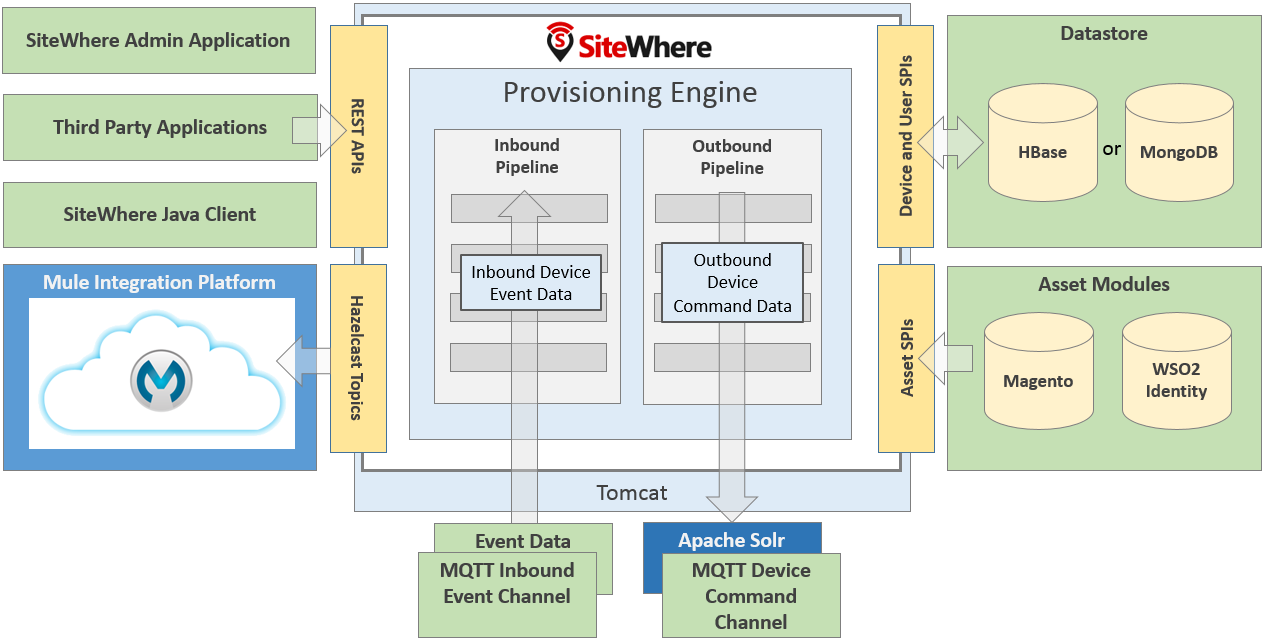 SiteWhere Admin Application
Third Party Applications
SiteWhere Java Client
Mule Integration Platform
REST APIs
Hazelcast Topics
S
SiteWhere
Provisioning Engine
Inbound
Pipeline
Inbound Device
Event Data
Outbound
Pipeline
Outbound
Device
Command Data
Tomcat
Event Data
MQTT Inbound
Event Channel
Apache Solr
MQTT Device
Command
Channel
Device and User SPIs
Asset SPIs
Datastore
HBase
or
MongoDB
Asset Modules
Magento
WSO2
Identity